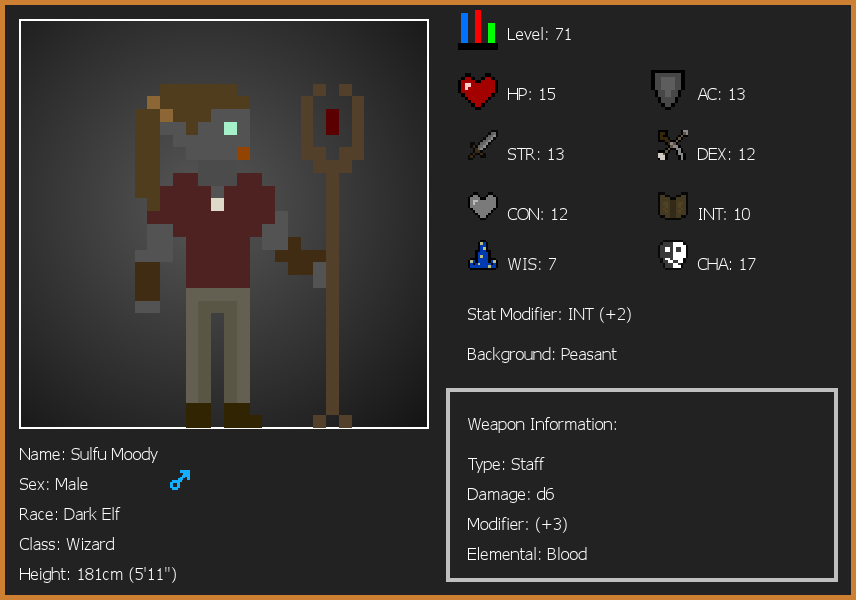 Level: 71
HP: 15
AC: 13
STR: 13
DEX: 12
CON: 12
INT: 10
WIS: 7
CHA: 17
Stat Modifier: INT (+2)
Background: Peasant
Weapon Information:
Type: Staff
Damage: d6
Modifier: (+3)
Elemental: Blood
Name: Sulfu Moody
Sex: Male
Race: Dark Elf
Class: Wizard
Height: 181cm (5'11")